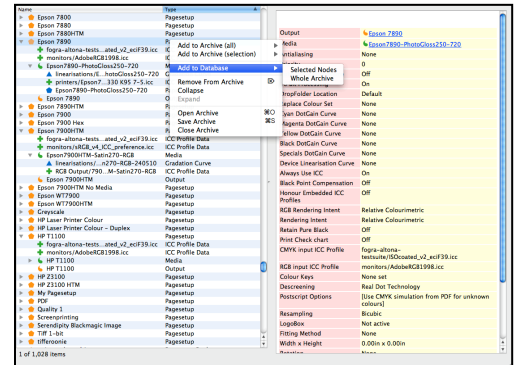 Name Type
Epson 7800 Pagesetup
Epson 7880 Pagesetup
Epson 7880HTM Pagesetup
Epson 7890
fogra-altona-tests...ated_v2_eciF39.icc
monitors/AdobeRGB1998.icc
Epson7890-PhotoGloss250-720
linearisations/E...hotoGloss250-720
printers/Epson7...330 K95 7-5.icc
Epson7890-PhotoGloss250-720
Epson 7890
Epson 7890HTM Pagesetup
Epson 7900 Pagesetup
Epson 7900 Hex Pagesetup
Epson 7900HTM Pagesetup
fogra-altona-tests...ated_v2_eciF39.icc ICC Profile Data
monitors/sRGB_v4_ICC_preference.icc ICC Profile Data
Epson7900HTM-Satin270-RGB Media
linearisations/...n270-RGB-240510 Gradation Curve
RGB Output/790...M-Satin270-RGB ICC Profile Data
Epson 7900HTM Output
Epson 7900HTM No Media Pagesetup
Epson WT7900 Pagesetup
Epson WT7900HTM Pagesetup
Greyscale Pagesetup
HP Laser Printer Colour Pagesetup
HP Laser Printer Colour - Duplex Pagesetup
HP T1100 Pagesetup
fogra-altona-tests...ated_v2_eciF39.icc ICC Profile Data
monitors/AdobeRGB1998.icc ICC Profile Data
HP T1100 Media
HP T1100 Output
HP Z3100 Pagesetup
HP Z3100 HTM Pagesetup
My Pagesetup Pagesetup
PDF Pagesetup
Quality 1 Pagesetup
Screenprinting Pagesetup
Serendipity Blackmagic Image Pagesetup
Tiff 1-bit Pagesetup
tifferoonie Pagesetup
1 of 1,028 items
Add to Archive (all)
Add to Archive (selection)
Add to Database
Selected Nodes
Whole Archive
Remove From Archive
Collapse
Expand
Open Archive ⌘O
Save Archive ⌘S
Close Archive
Output Epson 7890
Media Epson7890-PhotoGloss250-720
Antialiasing None
0
Off
On
DropFolder Location Default
Replace Colour Set None
Cyan DotGain Curve None
Magenta DotGain Curve None
Yellow DotGain Curve None
Black DotGain Curve None
Specials DotGain Curve None
Device Linearisation Curve None
Always Use ICC On
Black Point Compensation Off
Honour Embedded ICC Profiles Off
RGB Rendering Intent Relative Colourimetric
Rendering Intent Relative Colourimetric
Retain Pure Black Off
Print Check chart Off
CMYK input ICC Profile fogra-altona-testsuite/ISOcoated_v2_eciF39.icc
RGB input ICC Profile monitors/AdobeRGB1998.icc
Colour Keys None set
Descreening Real Dot Technology
Postscript Options [Use CMYK simulation from PDF for unknown colours]
Resampling Bicubic
LogoBox Not active
Fitting Method None
Width x Height 0.00in x 0.00in
Rotation None